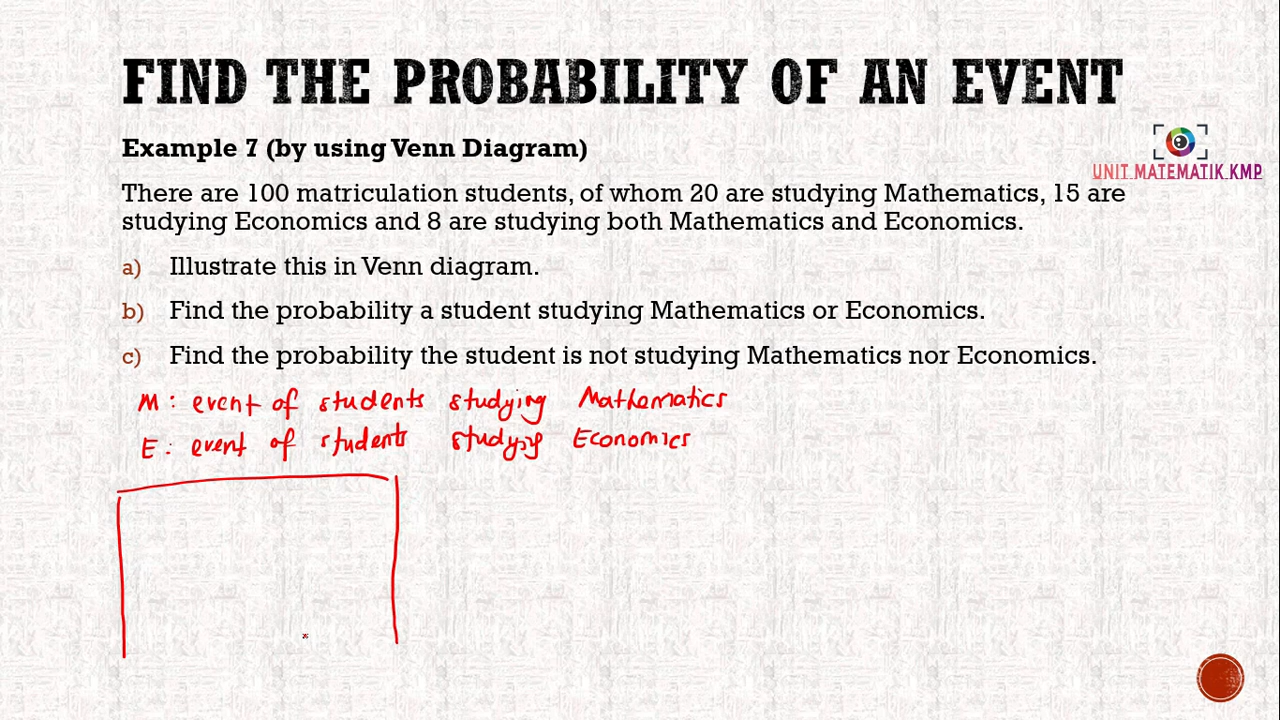 FIND THE PROBABILITY OF AN EVENT
Example 7 (by using Venn Diagram)
UNIT.MATEMATIK.KMP
There are 100 matriculation students, of whom 20 are studying Mathematics, 15 are
studying Economics and 8 are studying both Mathematics and Economics.
a) Illustrate this in Venn diagram.
b) Find the probability a student studying Mathematics or Economics.
c) Find the probability the student is not studying Mathematics nor Economics.
M : event of students studying Mathematics
E : event of students studying Economics